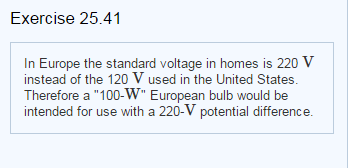 Exercise 25.41
In Europe the standard voltage in homes is 220 V
instead of the 120 V used in the United States.
Therefore a "100-W" European bulb would be
intended for use with a 220-V potential difference.